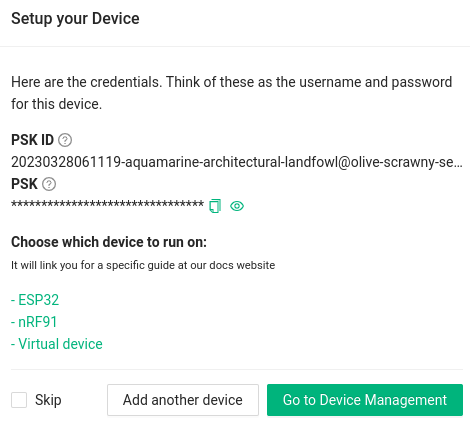 Setup your Device
Here are the credentials. Think of these as the username and password
for this device.
PSK ID
20230328061119-aquamarine-architectural-landfowl@olive-scrawny-se...
PSK
********************************
Choose which device to run on:
It will link you for a specific guide at our docs website
- ESP32
- nRF91
- Virtual device
Skip
Add another device
Go to Device Management